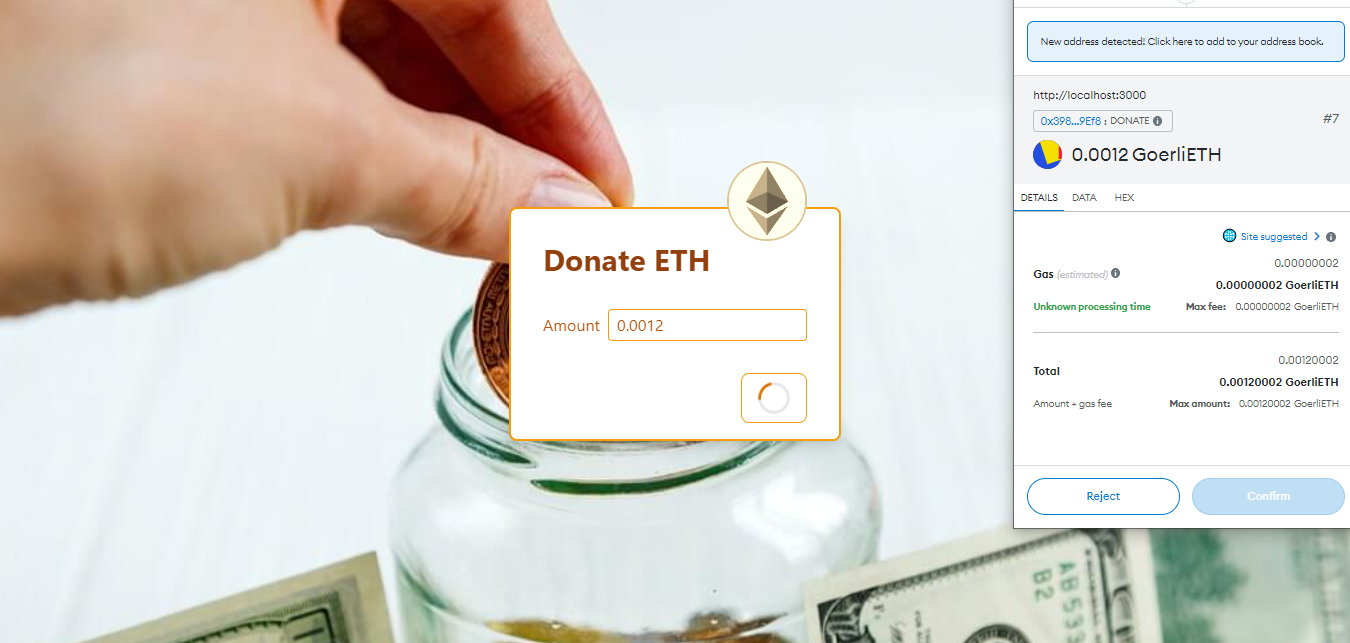 Donate ETH
Amount 0.0012
New address detected! Click here to add to your address book.
http://localhost:3000
0x398...9Ef8 : DONATE
#7
0.0012 GoerliETH
DETAILS DATA HEX
Site suggested
0.00000002
Gas (estimated)
0.00000002 GoerliETH
Unknown processing time Max fee: 0.00000002 GoerliETH
0.00120002
Total
0.00120002 GoerliETH
Amount + gas fee Max amount: 0.00120002 GoerliETH
Reject Confirm
AB53
B2